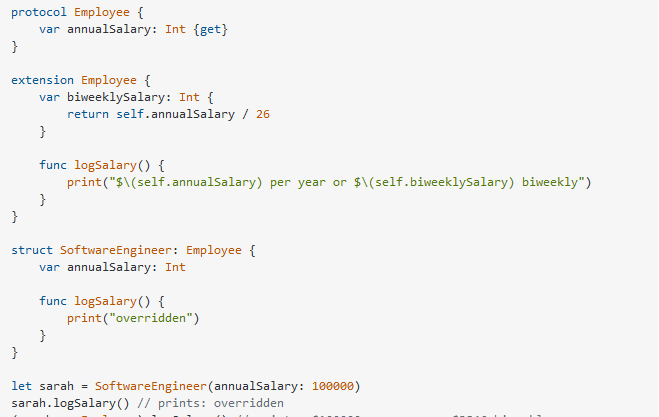 protocol Employee {
    var annualSalary: Int {get}
}

extension Employee {
    var biweeklySalary: Int {
        return self.annualSalary / 26
    }

    func logSalary() {
        print("$\(self.annualSalary) per year or $\(self.biweeklySalary) biweekly")
    }
}

struct SoftwareEngineer: Employee {
    var annualSalary: Int

    func logSalary() {
        print("overridden")
    }
}

let sarah = SoftwareEngineer(annualSalary: 100000)
sarah.logSalary() // prints: overridden